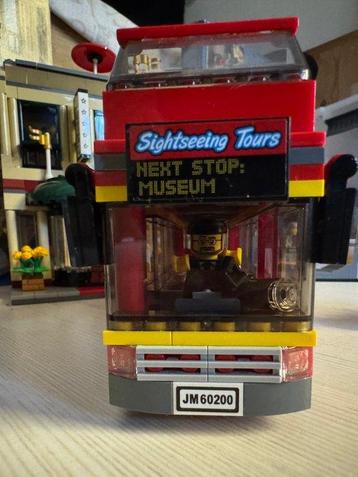 Sightseeing Tours
NEXT STOP:
MUSEUM
JM60200